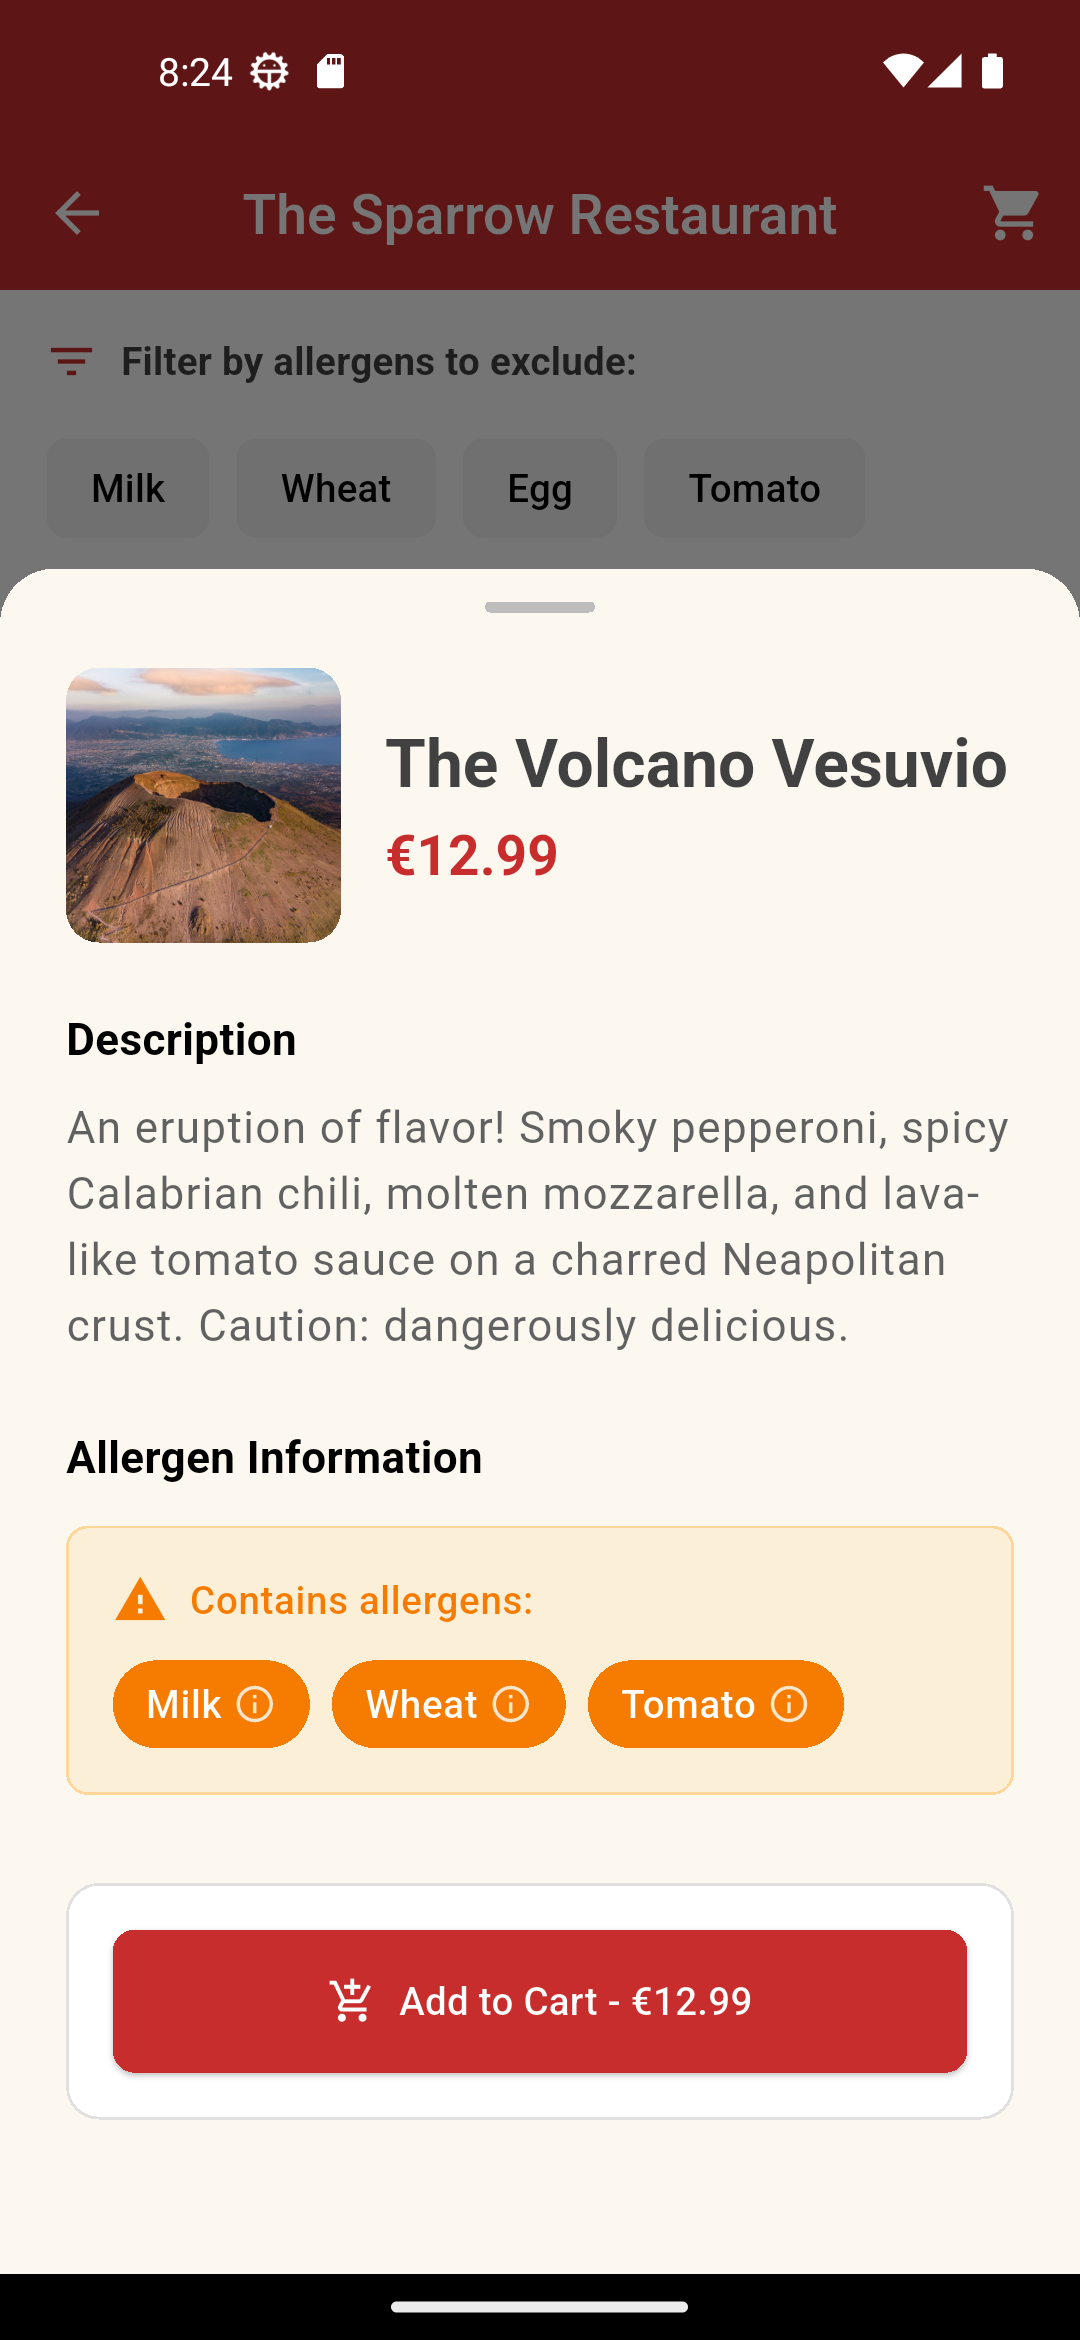 8:24
The Sparrow Restaurant
Filter by allergens to exclude:
Milk
Wheat
Egg
Tomato
The Volcano Vesuvio
€12.99
Description
An eruption of flavor! Smoky pepperoni, spicy
Calabrian chili, molten mozzarella, and lava-
like tomato sauce on a charred Neapolitan
crust. Caution: dangerously delicious.
Allergen Information
Contains allergens:
Milk
Wheat
Tomato
Add to Cart - €12.99